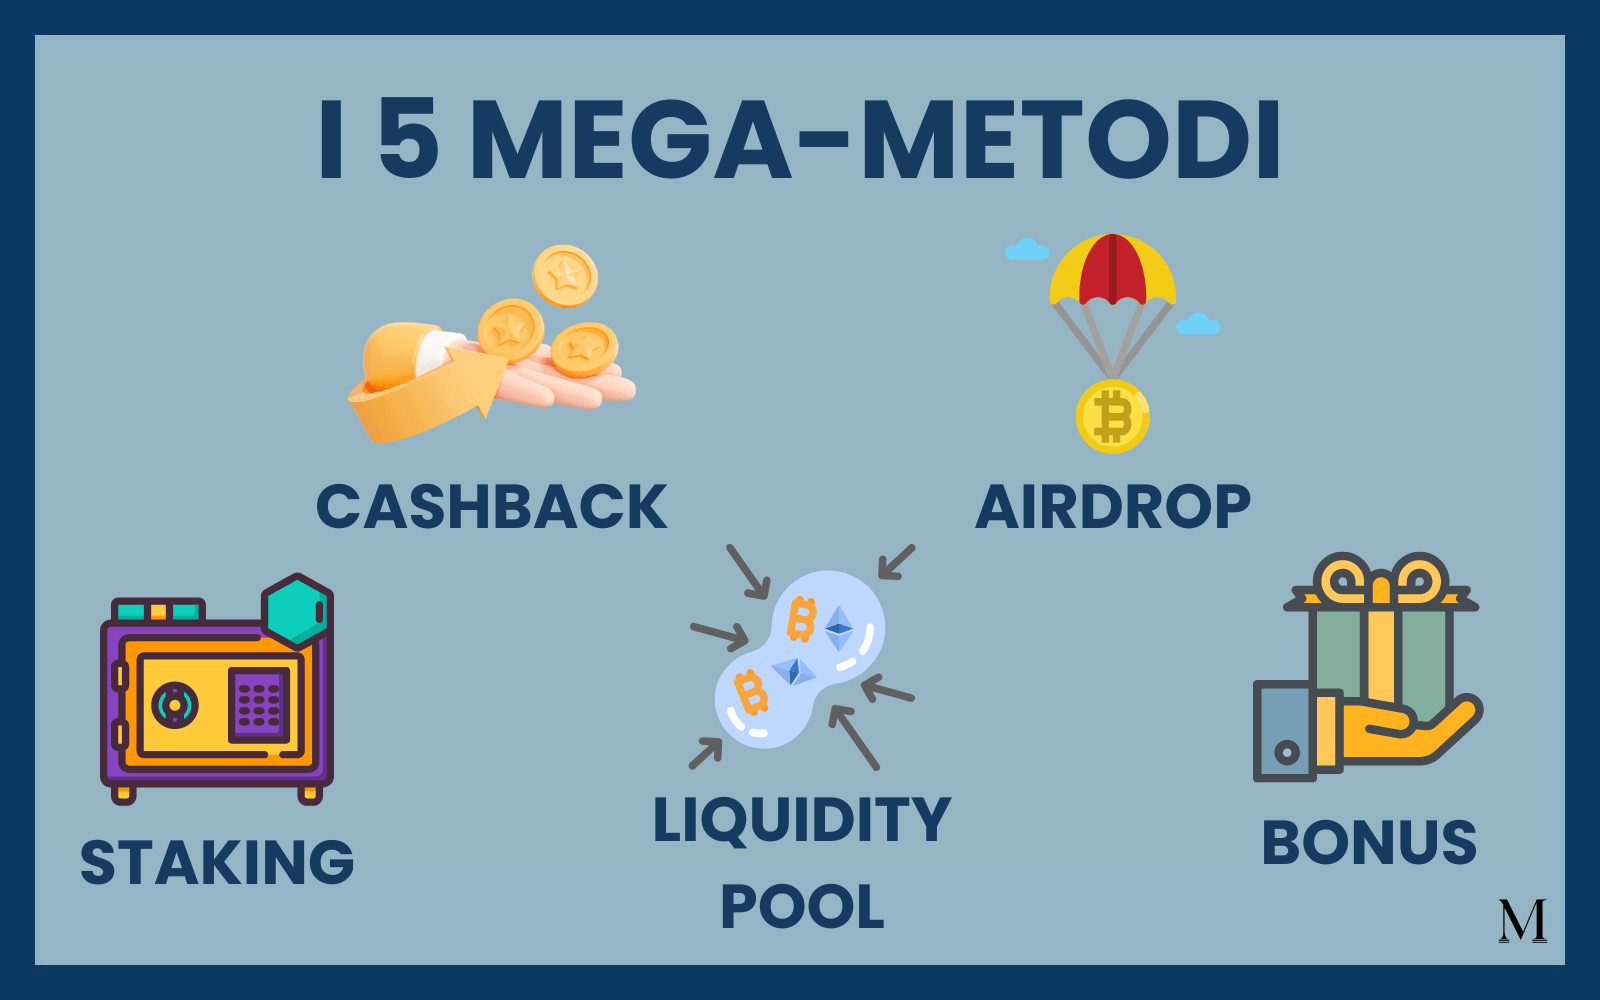 I 5 MEGA-METODI
CASHBACK
AIRDROP
STAKING
LIQUIDITY
POOL
BONUS
M